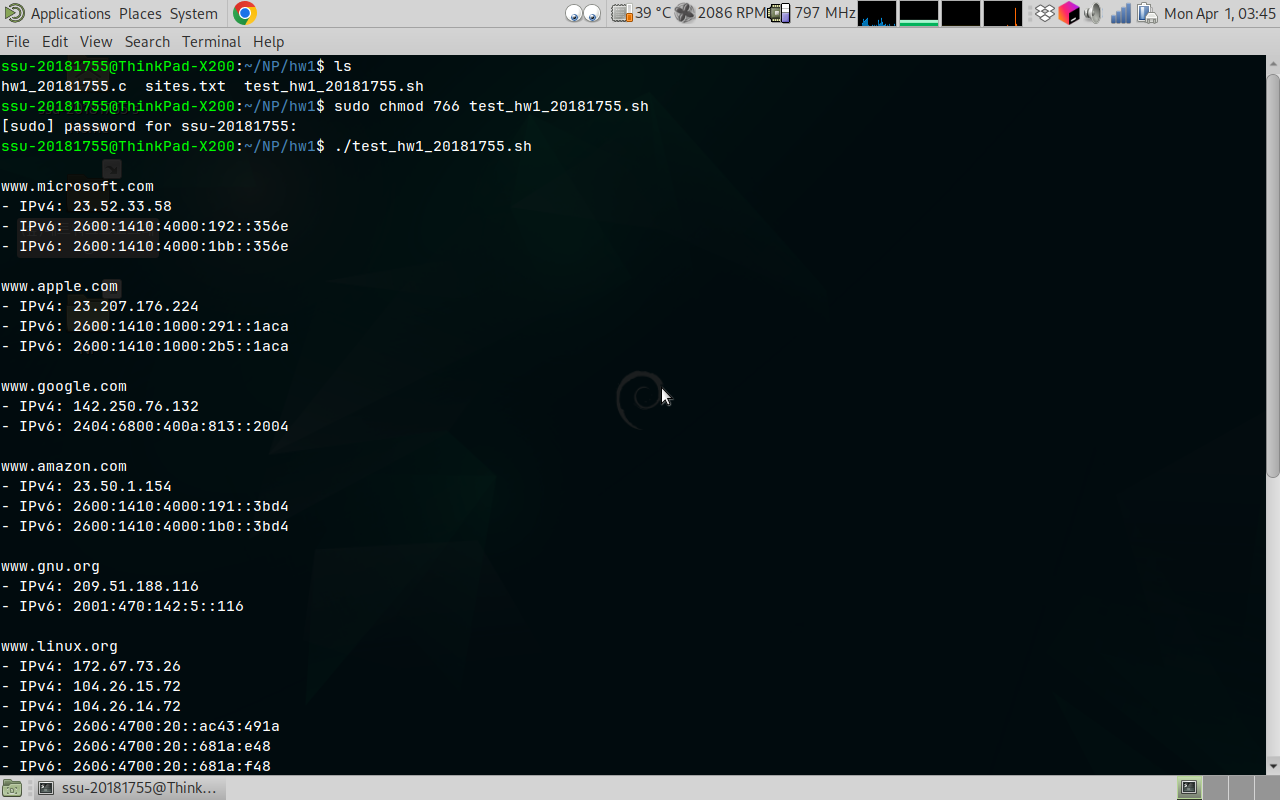 Applications Places System 39 °C 2086 RPM 797 MHz Mon Apr 1, 03:45
File Edit View Search Terminal Help
ssu-20181755@ThinkPad-X200:~/NP/hw1$ ls
hw1_20181755.c sites.txt test_hw1_20181755.sh
ssu-20181755@ThinkPad-X200:~/NP/hw1$ sudo chmod 766 test_hw1_20181755.sh
[sudo] password for ssu-20181755:
ssu-20181755@ThinkPad-X200:~/NP/hw1$ ./test_hw1_20181755.sh
www.microsoft.com
- IPv4: 23.52.33.58
- IPv6: 2600:1410:4000:192::356e
- IPv6: 2600:1410:4000:1bb::356e
www.apple.com
- IPv4: 23.207.176.224
- IPv6: 2600:1410:1000:291::1aca
- IPv6: 2600:1410:1000:2b5::1aca
www.google.com
- IPv4: 142.250.76.132
- IPv6: 2404:6800:400a:813::2004
www.amazon.com
- IPv4: 23.50.1.154
- IPv6: 2600:1410:4000:191::3bd4
- IPv6: 2600:1410:4000:1b0::3bd4
www.gnu.org
- IPv4: 209.51.188.116
- IPv6: 2001:470:142:5::116
www.linux.org
- IPv4: 172.67.73.26
- IPv4: 104.26.15.72
- IPv4: 104.26.14.72
- IPv6: 2606:4700:20::ac43:491a
- IPv6: 2606:4700:20::681a:e48
- IPv6: 2606:4700:20::681a:f48
ssu-20181755@Think...